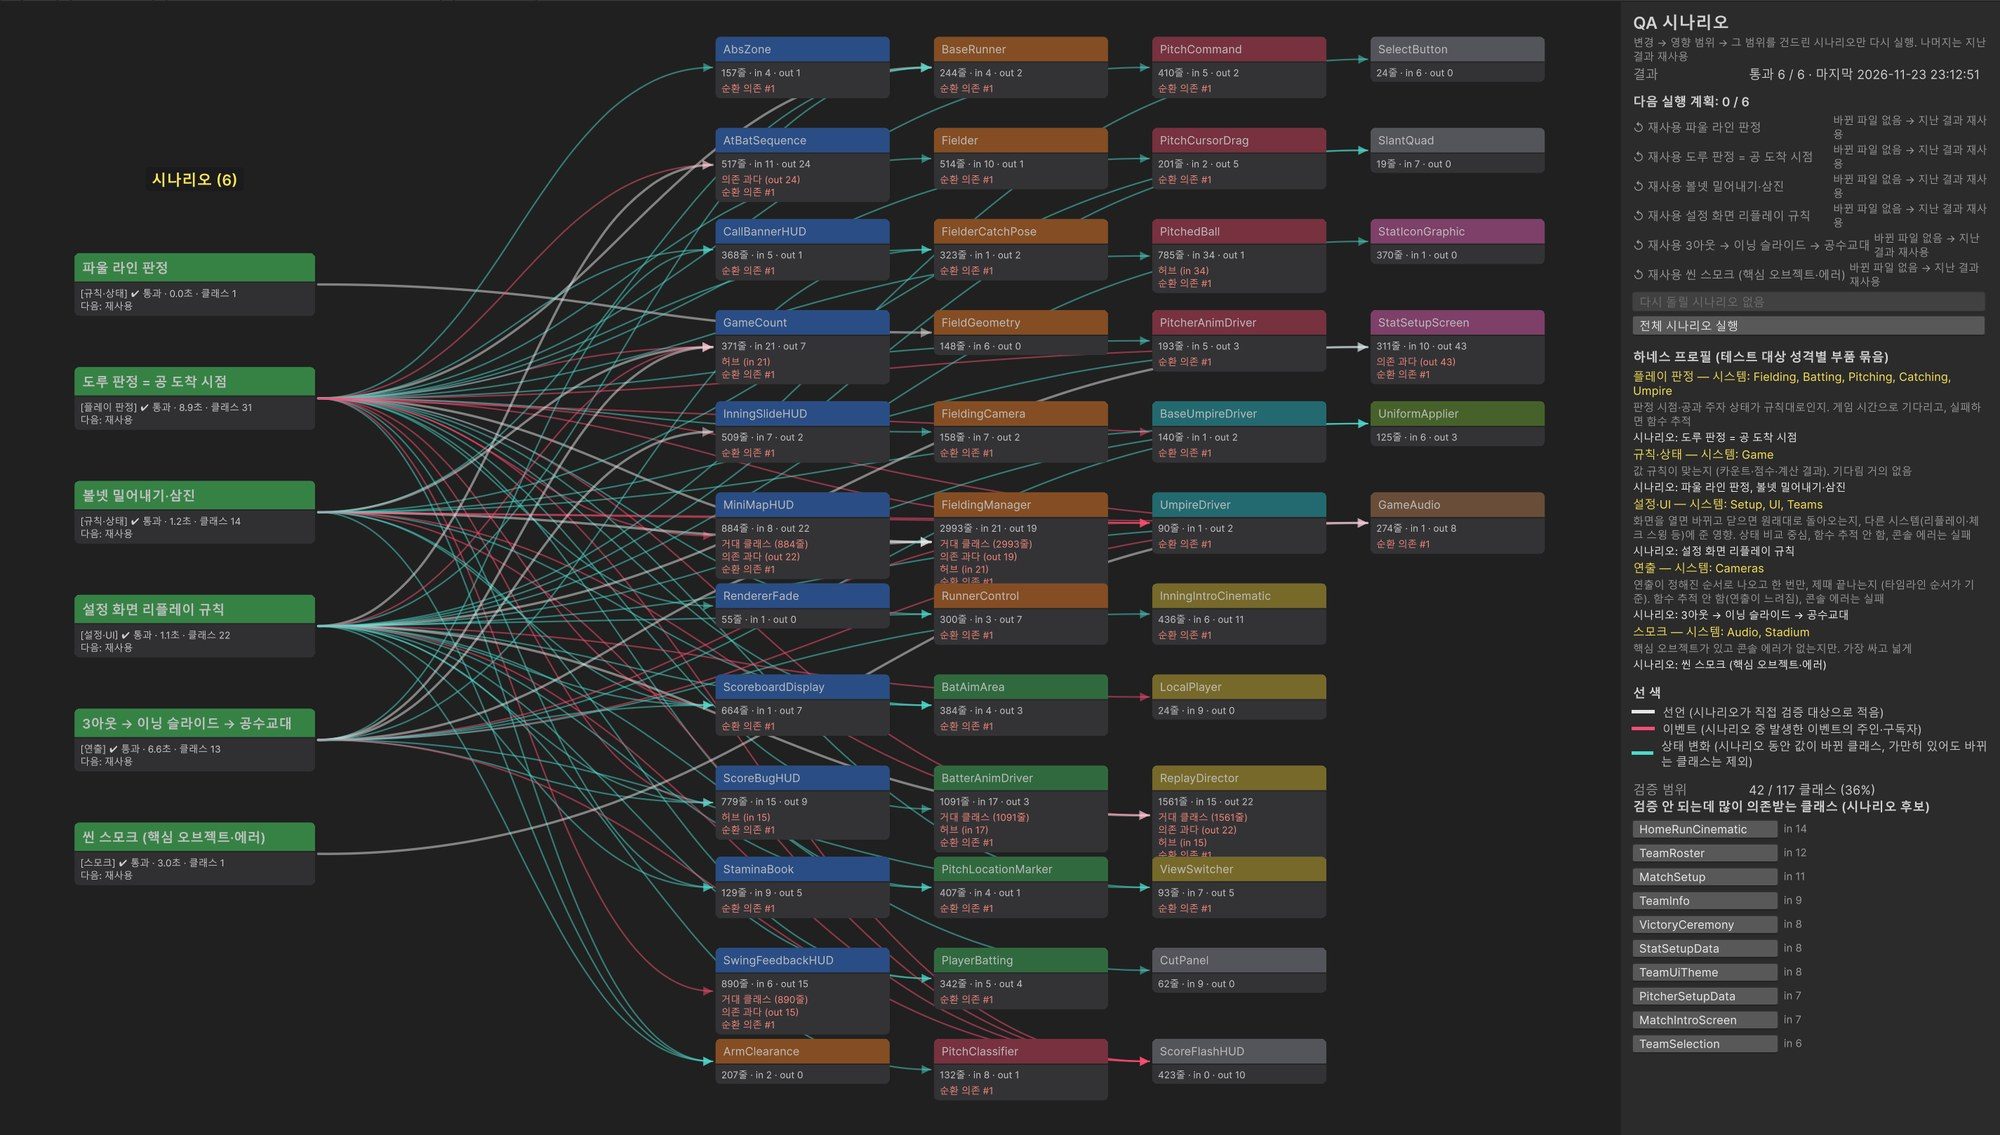 시나리오 (6)
파울 라인 판정
[규칙·상태] ✔ 통과 · 0.0초 · 클래스 1
다음: 재사용
도루 판정 = 공 도착 시점
[플레이 판정] ✔ 통과 · 8.9초 · 클래스 31
다음: 재사용
볼넷 밀어내기·삼진
[규칙·상태] ✔ 통과 · 1.2초 · 클래스 14
다음: 재사용
설정 화면 리플레이 규칙
[설정·UI] ✔ 통과 · 1.1초 · 클래스 22
다음: 재사용
3아웃 → 이닝 슬라이드 → 공수교대
[연출] ✔ 통과 · 6.6초 · 클래스 13
다음: 재사용
씬 스모크 (핵심 오브젝트·에러)
[스모크] ✔ 통과 · 3.0초 · 클래스 1
다음: 재사용
AbsZone
157줄 · in 4 · out 1
순환 의존 #1
AtBatSequence
517줄 · in 11 · out 24
의존 과다 (out 24)
순환 의존 #1
CallBannerHUD
368줄 · in 5 · out 1
순환 의존 #1
GameCount
371줄 · in 21 · out 7
허브 (in 21)
순환 의존 #1
InningSlideHUD
509줄 · in 7 · out 2
순환 의존 #1
MiniMapHUD
884줄 · in 8 · out 22
거대 클래스 (884줄)
의존 과다 (out 22)
순환 의존 #1
RendererFade
55줄 · in 1 · out 0
ScoreboardDisplay
664줄 · in 1 · out 7
순환 의존 #1
ScoreBugHUD
779줄 · in 15 · out 9
허브 (in 15)
순환 의존 #1
StaminaBook
129줄 · in 9 · out 5
순환 의존 #1
SwingFeedbackHUD
890줄 · in 6 · out 15
거대 클래스 (890줄)
의존 과다 (out 15)
순환 의존 #1
ArmClearance
207줄 · in 2 · out 0
BaseRunner
244줄 · in 4 · out 2
순환 의존 #1
Fielder
514줄 · in 10 · out 1
순환 의존 #1
FielderCatchPose
323줄 · in 1 · out 2
순환 의존 #1
FieldGeometry
148줄 · in 6 · out 0
FieldingCamera
158줄 · in 7 · out 2
순환 의존 #1
FieldingManager
2993줄 · in 21 · out 19
거대 클래스 (2993줄)
의존 과다 (out 19)
허브 (in 21)
RunnerControl
300줄 · in 3 · out 7
순환 의존 #1
BatAimArea
384줄 · in 4 · out 3
순환 의존 #1
BatterAnimDriver
1091줄 · in 17 · out 3
거대 클래스 (1091줄)
허브 (in 17)
순환 의존 #1
PitchLocationMarker
407줄 · in 4 · out 1
순환 의존 #1
PlayerBatting
342줄 · in 5 · out 4
순환 의존 #1
PitchClassifier
132줄 · in 8 · out 1
순환 의존 #1
PitchCommand
410줄 · in 5 · out 2
순환 의존 #1
PitchCursorDrag
201줄 · in 2 · out 5
순환 의존 #1
PitchedBall
785줄 · in 34 · out 1
허브 (in 34)
순환 의존 #1
PitcherAnimDriver
193줄 · in 5 · out 3
순환 의존 #1
BaseUmpireDriver
140줄 · in 1 · out 2
순환 의존 #1
UmpireDriver
90줄 · in 1 · out 2
순환 의존 #1
InningIntroCinematic
436줄 · in 6 · out 11
순환 의존 #1
LocalPlayer
24줄 · in 9 · out 0
ReplayDirector
1561줄 · in 15 · out 22
거대 클래스 (1561줄)
의존 과다 (out 22)
허브 (in 15)
순환 의존 #1
ViewSwitcher
93줄 · in 7 · out 5
순환 의존 #1
CutPanel
62줄 · in 9 · out 0
ScoreFlashHUD
423줄 · in 0 · out 10
SelectButton
24줄 · in 6 · out 0
SlantQuad
19줄 · in 7 · out 0
StatIconGraphic
370줄 · in 1 · out 0
StatSetupScreen
311줄 · in 10 · out 43
의존 과다 (out 43)
순환 의존 #1
UniformApplier
125줄 · in 6 · out 3
GameAudio
274줄 · in 1 · out 8
순환 의존 #1
QA 시나리오
변경 → 영향 범위 → 그 범위를 건드린 시나리오만 다시 실행. 나머지는 지난
결과 재사용
결과 통과 6 / 6 · 마지막 2026-11-23 23:12:51
다음 실행 계획: 0 / 6
↺ 재사용 파울 라인 판정 바뀐 파일 없음 → 지난 결과 재사
용
↺ 재사용 도루 판정 = 공 도착 시점 바뀐 파일 없음 → 지난 결과 재사
용
↺ 재사용 볼넷 밀어내기·삼진 바뀐 파일 없음 → 지난 결과 재사
용
↺ 재사용 설정 화면 리플레이 규칙 바뀐 파일 없음 → 지난 결과 재사
용
↺ 재사용 3아웃 → 이닝 슬라이드 → 공수교대 바뀐 파일 없음 → 지난
결과 재사용
↺ 재사용 씬 스모크 (핵심 오브젝트·에러) 바뀐 파일 없음 → 지난 결과
재사용
다시 돌릴 시나리오 없음
전체 시나리오 실행
하네스 프로필 (테스트 대상 성격별 부품 묶음)
플레이 판정 — 시스템: Fielding, Batting, Pitching, Catching,
Umpire
판정 시점·공과 주자 상태가 규칙대로인지. 게임 시간으로 기다리고, 실패하
면 함수 추적
시나리오: 도루 판정 = 공 도착 시점
규칙·상태 — 시스템: Game
값 규칙이 맞는지 (카운트·점수·계산 결과). 기다림 거의 없음
시나리오: 파울 라인 판정, 볼넷 밀어내기·삼진
설정·UI — 시스템: Setup, UI, Teams
화면을 열면 바뀌고 닫으면 원래대로 돌아오는지, 다른 시스템(리플레이·체
크 스윙 등)에 준 영향. 상태 비교 중심, 함수 추적 안 함, 콘솔 에러는 실패
시나리오: 설정 화면 리플레이 규칙
연출 — 시스템: Cameras
연출이 정해진 순서로 나오고 한 번만, 제때 끝나는지 (타임라인 순서가 기
준). 함수 추적 안 함(연출이 느려짐), 콘솔 에러는 실패
시나리오: 3아웃 → 이닝 슬라이드 → 공수교대
스모크 — 시스템: Audio, Stadium
핵심 오브젝트가 있고 콘솔 에러가 없는지만. 가장 싸고 넓게
시나리오: 씬 스모크 (핵심 오브젝트·에러)
선 색
선언 (시나리오가 직접 검증 대상으로 적음)
이벤트 (시나리오 중 발생한 이벤트의 주인·구독자)
상태 변화 (시나리오 동안 값이 바뀐 클래스, 가만히 있어도 바뀌
는 클래스는 제외)
검증 범위 42 / 117 클래스 (36%)
검증 안 되는데 많이 의존받는 클래스 (시나리오 후보)
HomeRunCinematic in 14
TeamRoster in 12
MatchSetup in 11
TeamInfo in 9
VictoryCeremony in 8
StatSetupData in 8
TeamUiTheme in 8
PitcherSetupData in 7
MatchIntroScreen in 7
TeamSelection in 6